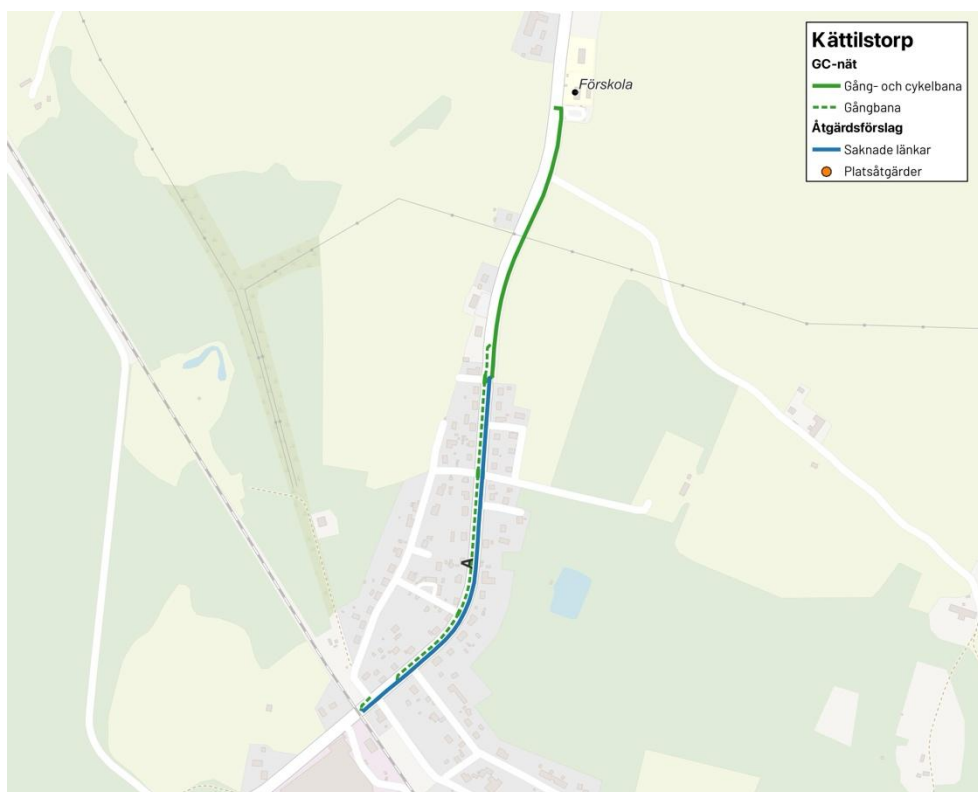 Kättilstorp
GC-nät
Gång- och cykelbana
Gångbana
Åtgärdsförslag
Saknade länkar
Platsåtgärder
Förskola
A